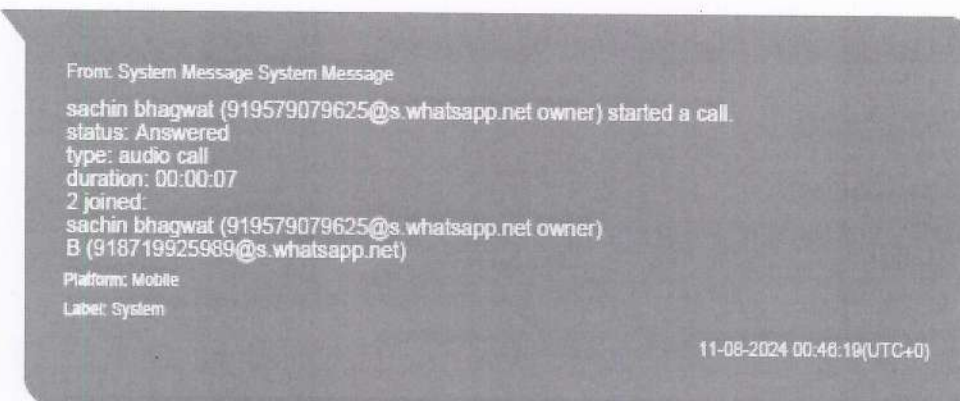 From: System Message System Message
sachin bhagwat (919579079625@s.whatsapp.net owner) started a call.
status: Answered
type: audio call
duration: 00:00:07
2 joined:
sachin bhagwat (919579079625@s.whatsapp.net owner)
B (918719925989@s.whatsapp.net)
Platform: Mobile
Label: System
11-08-2024 00:46:19(UTC+0)